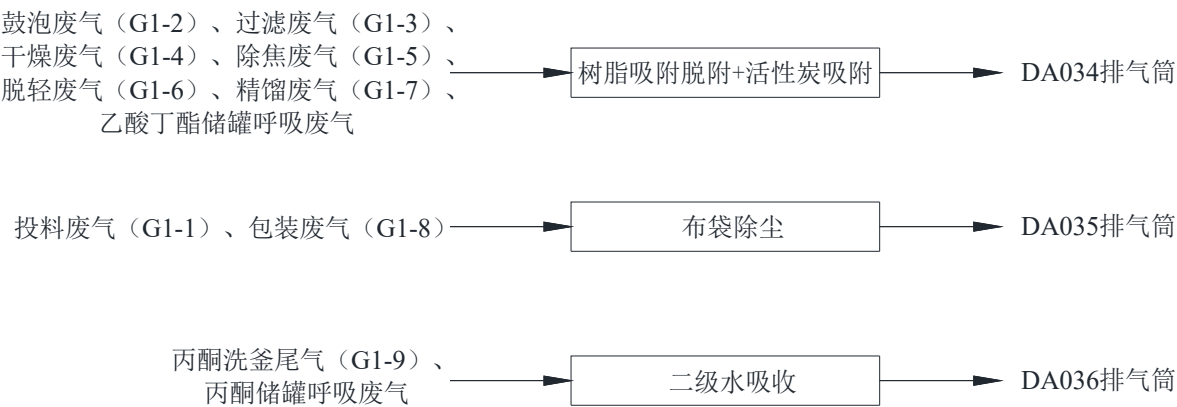 鼓泡废气（G1-2）、过滤废气（G1-3）、
干燥废气（G1-4）、除焦废气（G1-5）、
脱轻废气（G1-6）、精馏废气（G1-7）、
乙酸丁酯储罐呼吸废气
树脂吸附脱附+活性炭吸附
DA034排气筒
投料废气（G1-1）、包装废气（G1-8）
布袋除尘
DA035排气筒
丙酮洗釜尾气（G1-9）、
丙酮储罐呼吸废气
二级水吸收
DA036排气筒